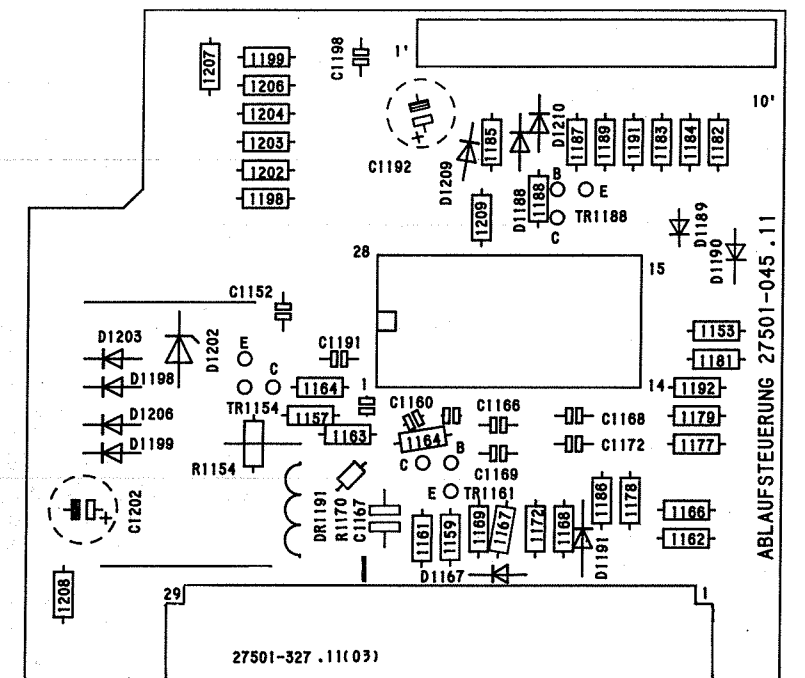 1207
1199
1206
1204
1203
1202
1198
C1198
1'
10'
C1192
D1209
1185
D1210
1187
1189
1191
1183
1184
1182
1209
D1188
1188
B
E
TR1188
C
D1189
D1190
28
15
C1152
D1203
D1202
E
C1191
1153
1181
D1198
C
1164
1
14
1192
TR1154
1157
C1160
C1166
C1168
1179
D1206
1163
1164
B
C1172
1177
D1199
R1154
C
C1169
C1202
DR1191
R1170
C1167
E
TR1161
1186
1178
1161
1159
1169
1167
1172
1168
D1191
1166
1162
D1167
1208
29
1
27501-327 .11(03)
ABLAUFSTEUERUNG 27501-045 .11